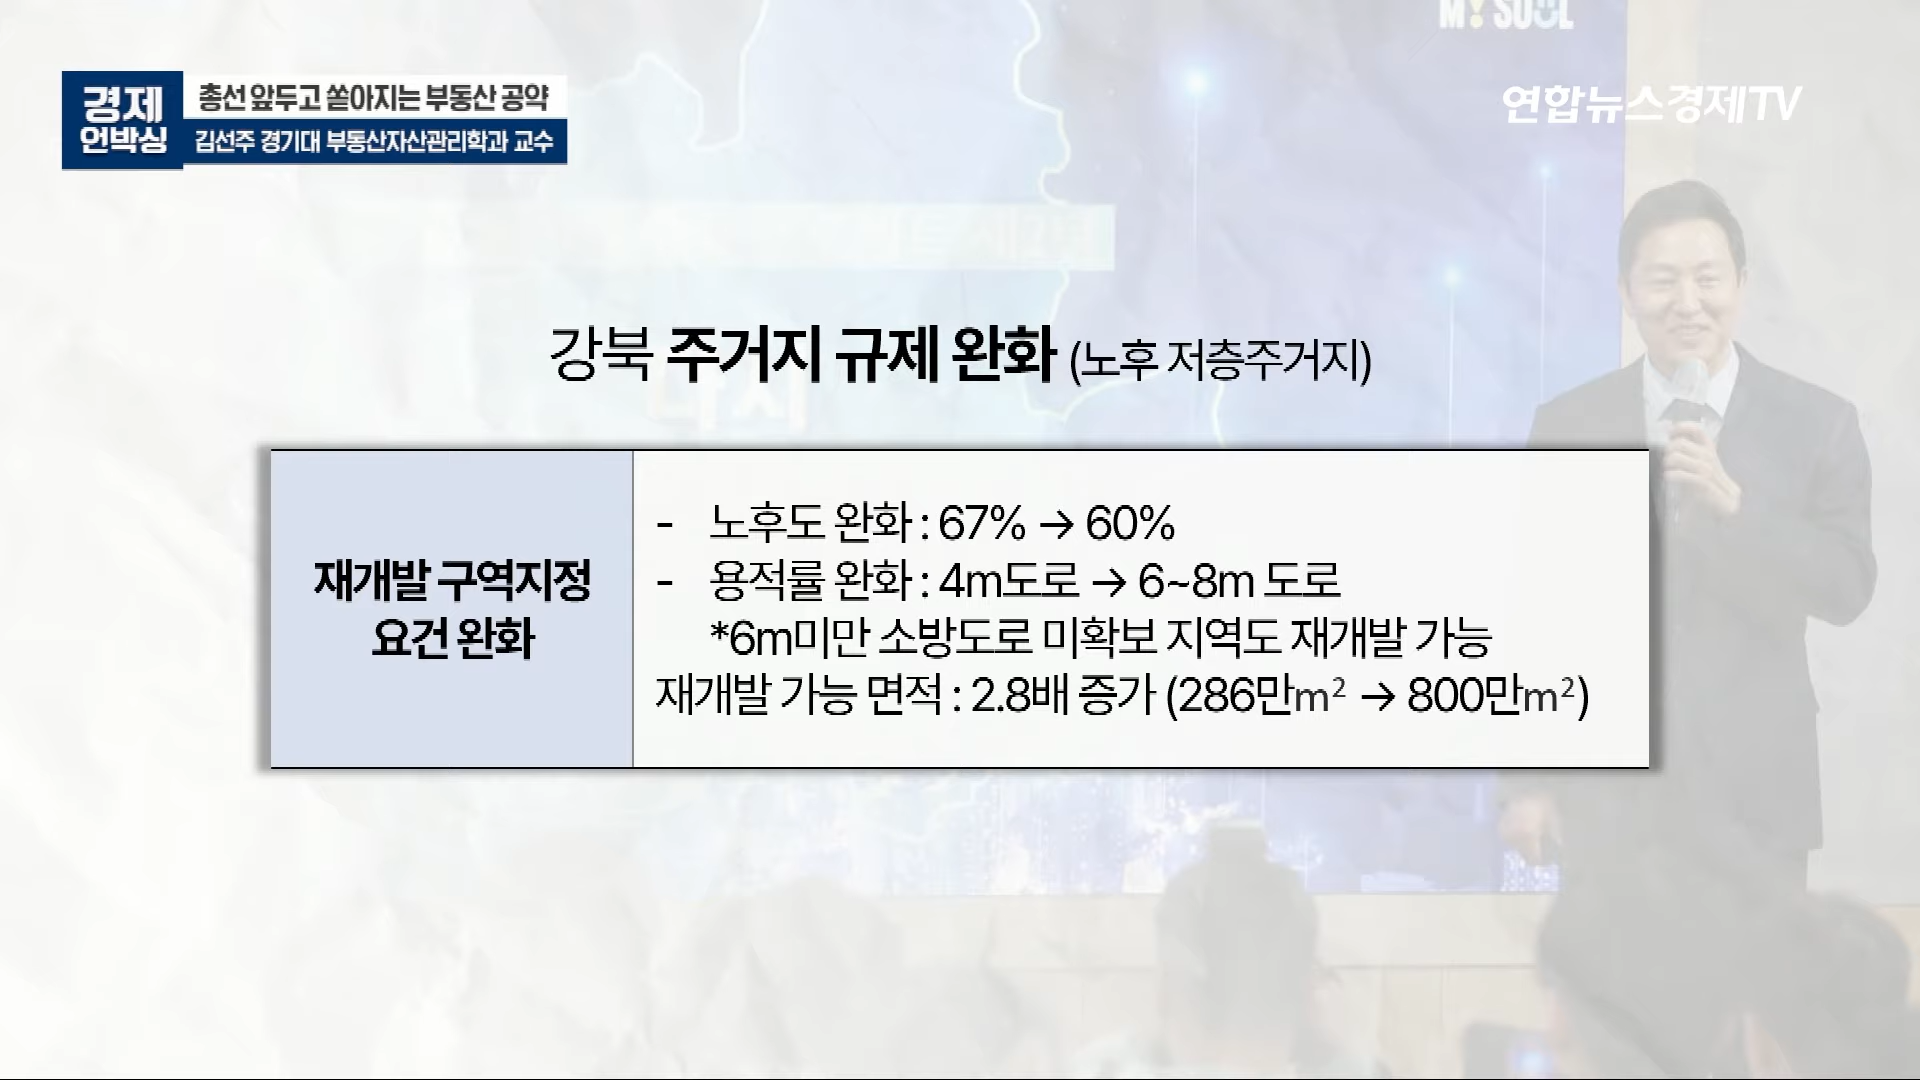 MY SOUL
경제
언박싱
총선 앞두고 쏟아지는 부동산 공약
김선주 경기대 부동산자산관리학과 교수
연합뉴스경제TV
강북 주거지 규제 완화 (노후 저층주거지)
재개발 구역지정
요건 완화
- 노후도 완화 : 67% → 60%
- 용적률 완화 : 4m도로 → 6~8m 도로
*6m미만 소방도로 미확보 지역도 재개발 가능
재개발 가능 면적 : 2.8배 증가 (286만m² → 800만m²)